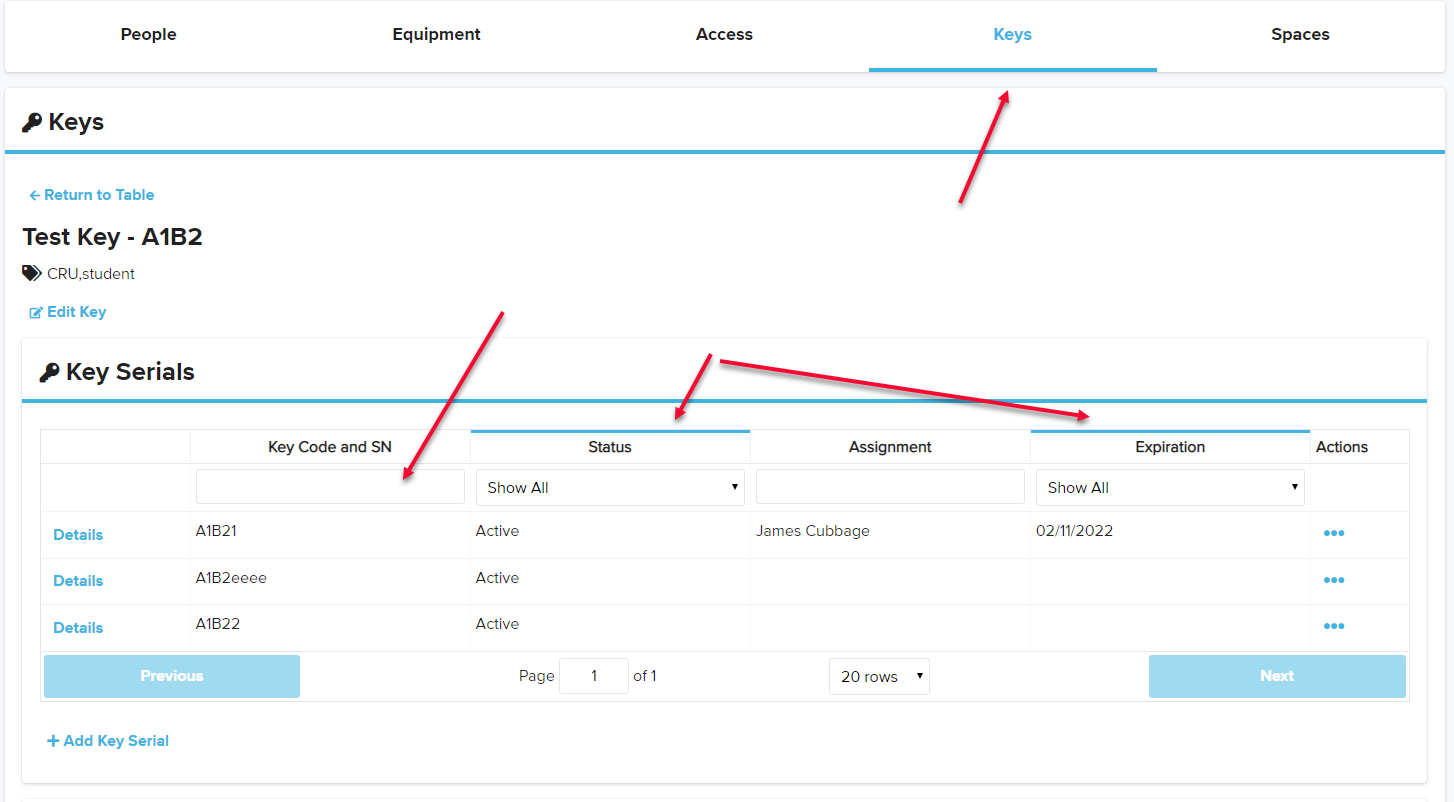 People Equipment Access Keys Spaces
Keys
Return to Table
Test Key - A1B2
CRU,student
Edit Key
Key Serials
Key Code and SN Status Assignment Expiration Actions
Show All Show All
Details A1B21 Active James Cubbage 02/11/2022
Details A1B2eeee Active
Details A1B22 Active
Previous Page 1 of 1 20 rows Next
Add Key Serial